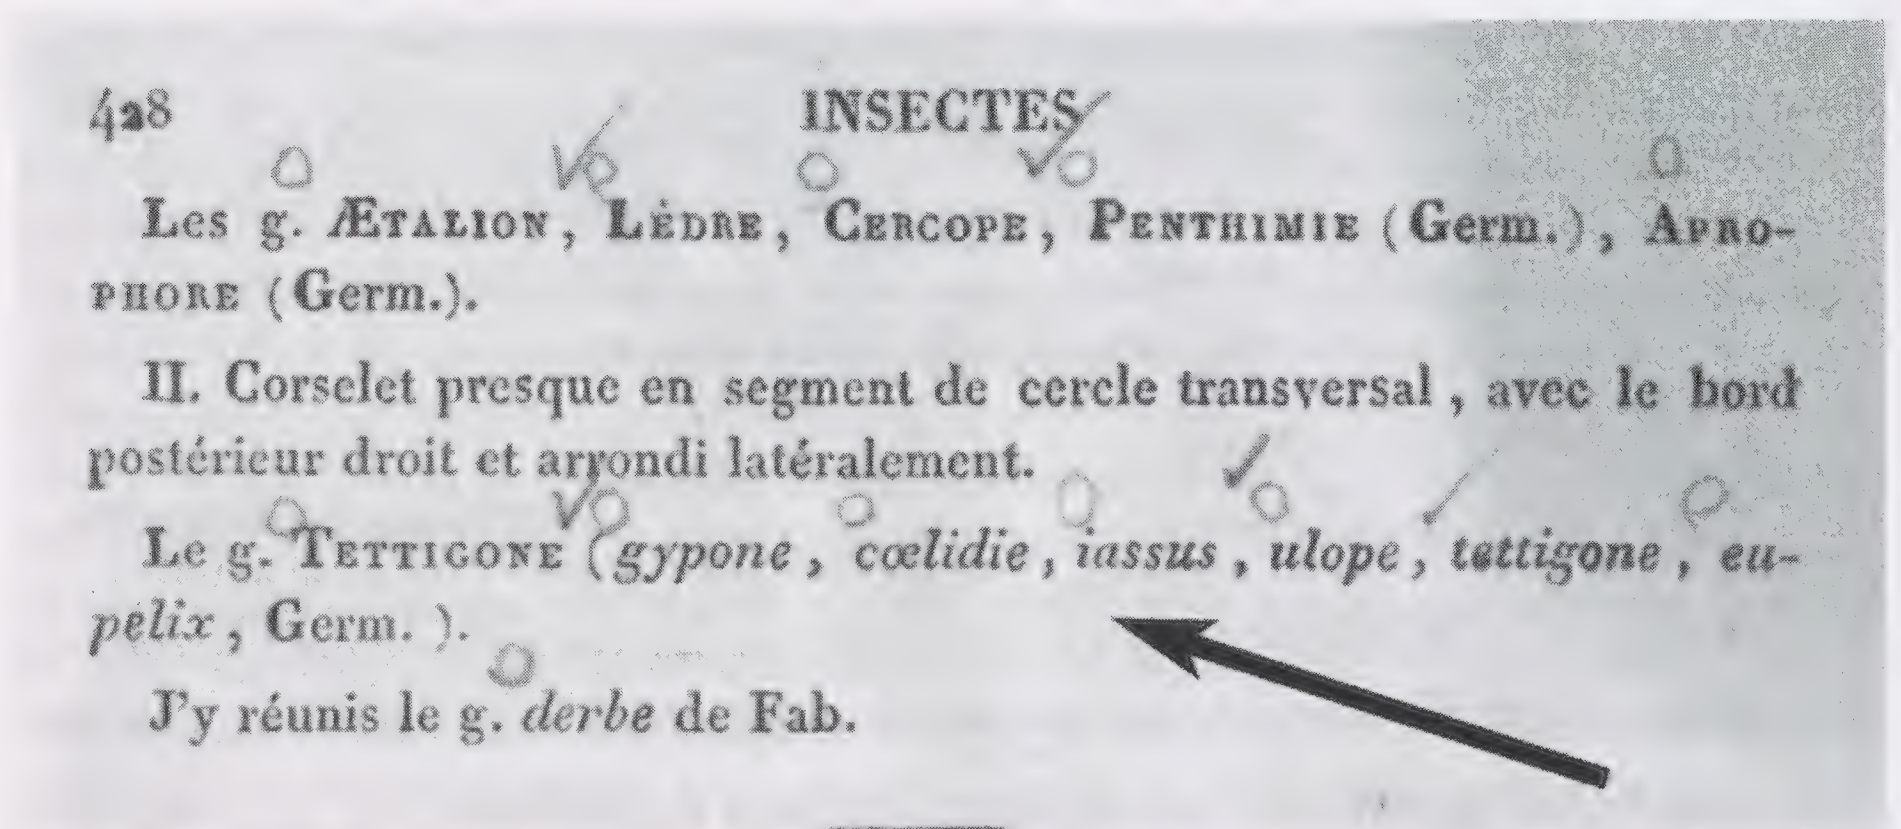 428 INSECTES
Les g. ÆTALION, LÈDRE, CERCOPE, PENTHIMIE (Germ.), APRO-
PHORE (Germ.).
II. Corselet presque en segment de cercle transversal, avec le bord
postérieur droit et arrondi latéralement.
Le g. TETTIGONE (gypone, cœlidie, iassus, ulope, tettigone, eu-
pelix, Germ. ).
J'y réunis le g. derbe de Fab.